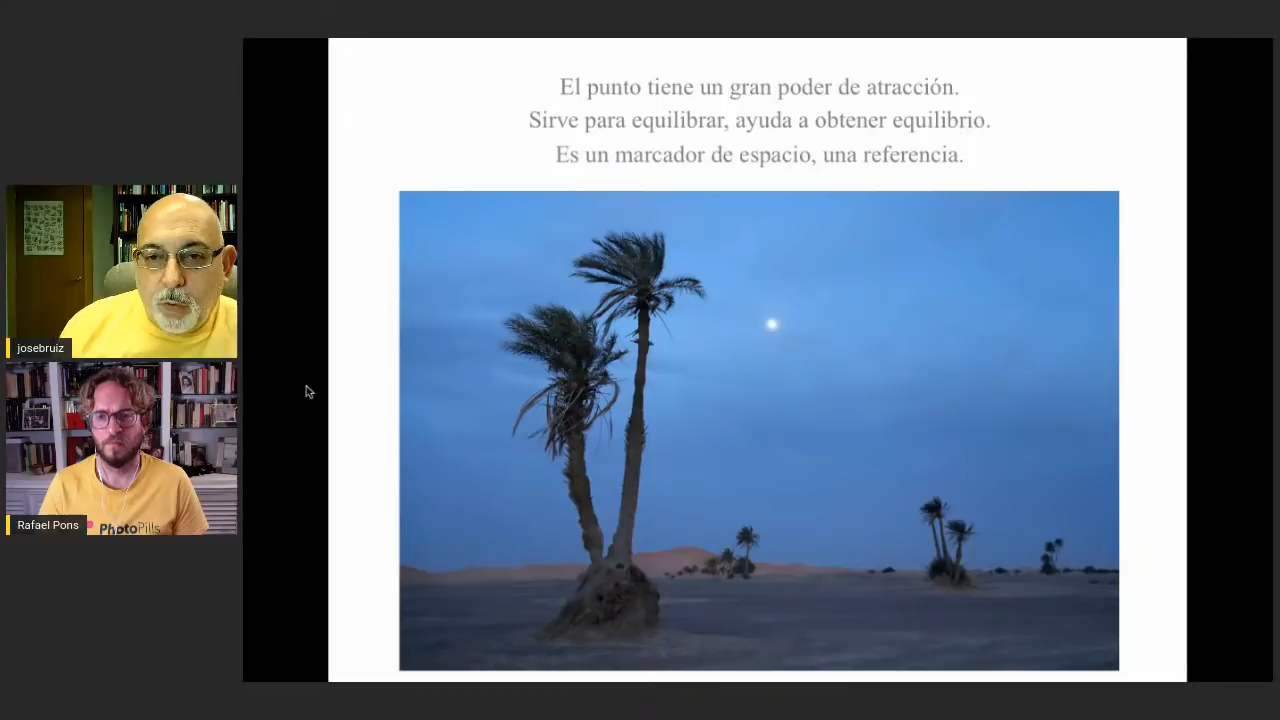 El punto tiene un gran poder de atracción.
Sirve para equilibrar, ayuda a obtener equilibrio.
Es un marcador de espacio, una referencia.
josebruiz
Rafael Pons
PhotoPills